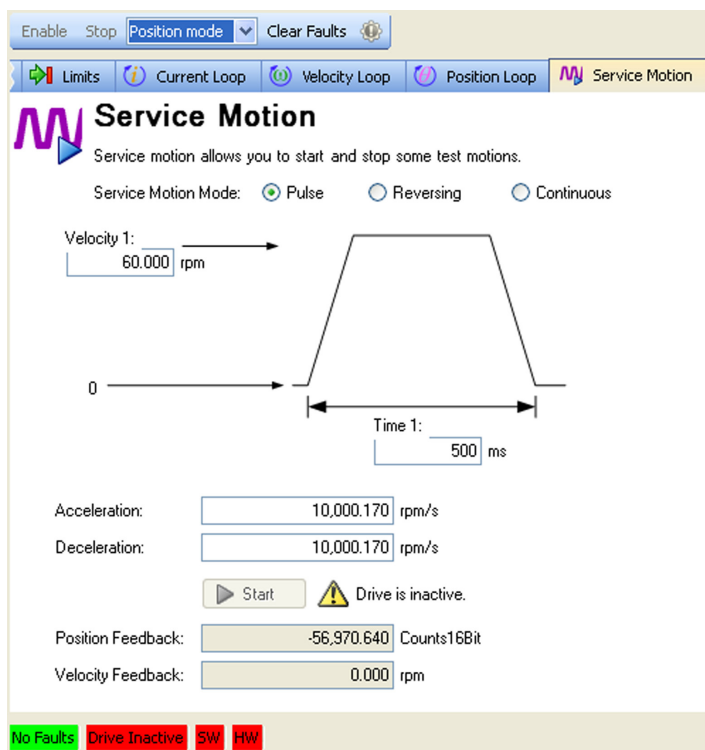 Enable Stop Position mode Clear Faults
Limits Current Loop Velocity Loop Position Loop Service Motion
Service Motion
Service motion allows you to start and stop some test motions.
Service Motion Mode: Pulse Reversing Continuous
Velocity 1:
60.000 rpm
0
Time 1:
500 ms
Acceleration: 10,000.170 rpm/s
Deceleration: 10,000.170 rpm/s
Start Drive is inactive.
Position Feedback: -56,970.640 Counts16Bit
Velocity Feedback: 0.000 rpm
No Faults Drive Inactive SW HW